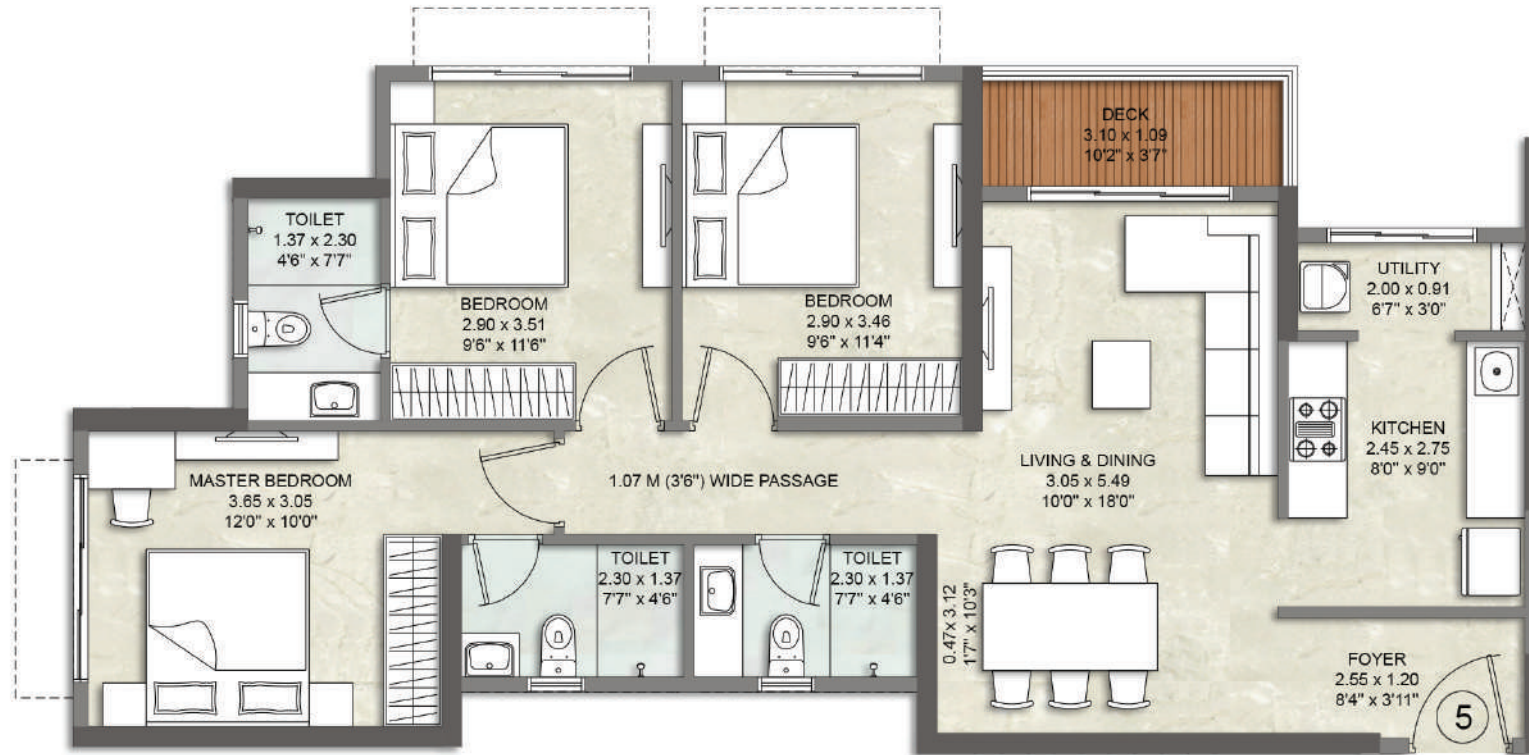 DECK
3.10 x 1.09
10'2" x 3'7"
TOILET
1.37 x 2.30
4'6" x 7'7"
BEDROOM
2.90 x 3.51
9'6" x 11'6"
BEDROOM
2.90 x 3.46
9'6" x 11'4"
UTILITY
2.00 x 0.91
6'7" x 3'0"
KITCHEN
2.45 x 2.75
8'0" x 9'0"
MASTER BEDROOM
3.65 x 3.05
12'0" x 10'0"
1.07 M (3'6") WIDE PASSAGE
LIVING & DINING
3.05 x 5.49
10'0" x 18'0"
TOILET
2.30 x 1.37
7'7" x 4'6"
TOILET
2.30 x 1.37
7'7" x 4'6"
0.47x 3.12
1'7" x 10'3"
FOYER
2.55 x 1.20
8'4" x 3'11"
5